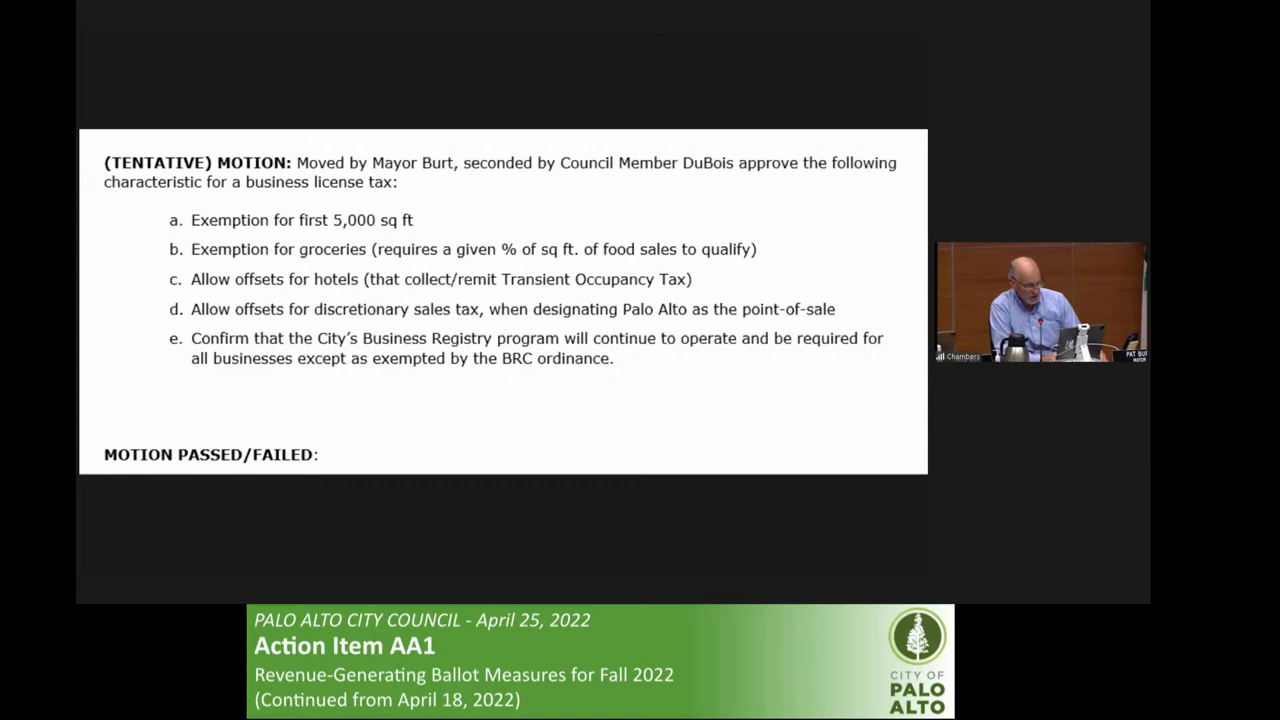 (TENTATIVE) MOTION: Moved by Mayor Burt, seconded by Council Member DuBois approve the following
characteristic for a business license tax:
a. Exemption for first 5,000 sq ft
b. Exemption for groceries (requires a given % of sq ft. of food sales to qualify)
c. Allow offsets for hotels (that collect/remit Transient Occupancy Tax)
d. Allow offsets for discretionary sales tax, when designating Palo Alto as the point-of-sale
e. Confirm that the City's Business Registry program will continue to operate and be required for
all businesses except as exempted by the BRC ordinance.
MOTION PASSED/FAILED:
Chambers
PAT BU
MAYOR
PALO ALTO CITY COUNCIL - April 25, 2022
Action Item AA1
Revenue-Generating Ballot Measures for Fall 2022
(Continued from April 18, 2022)
CITY OF
PALO
ALTO